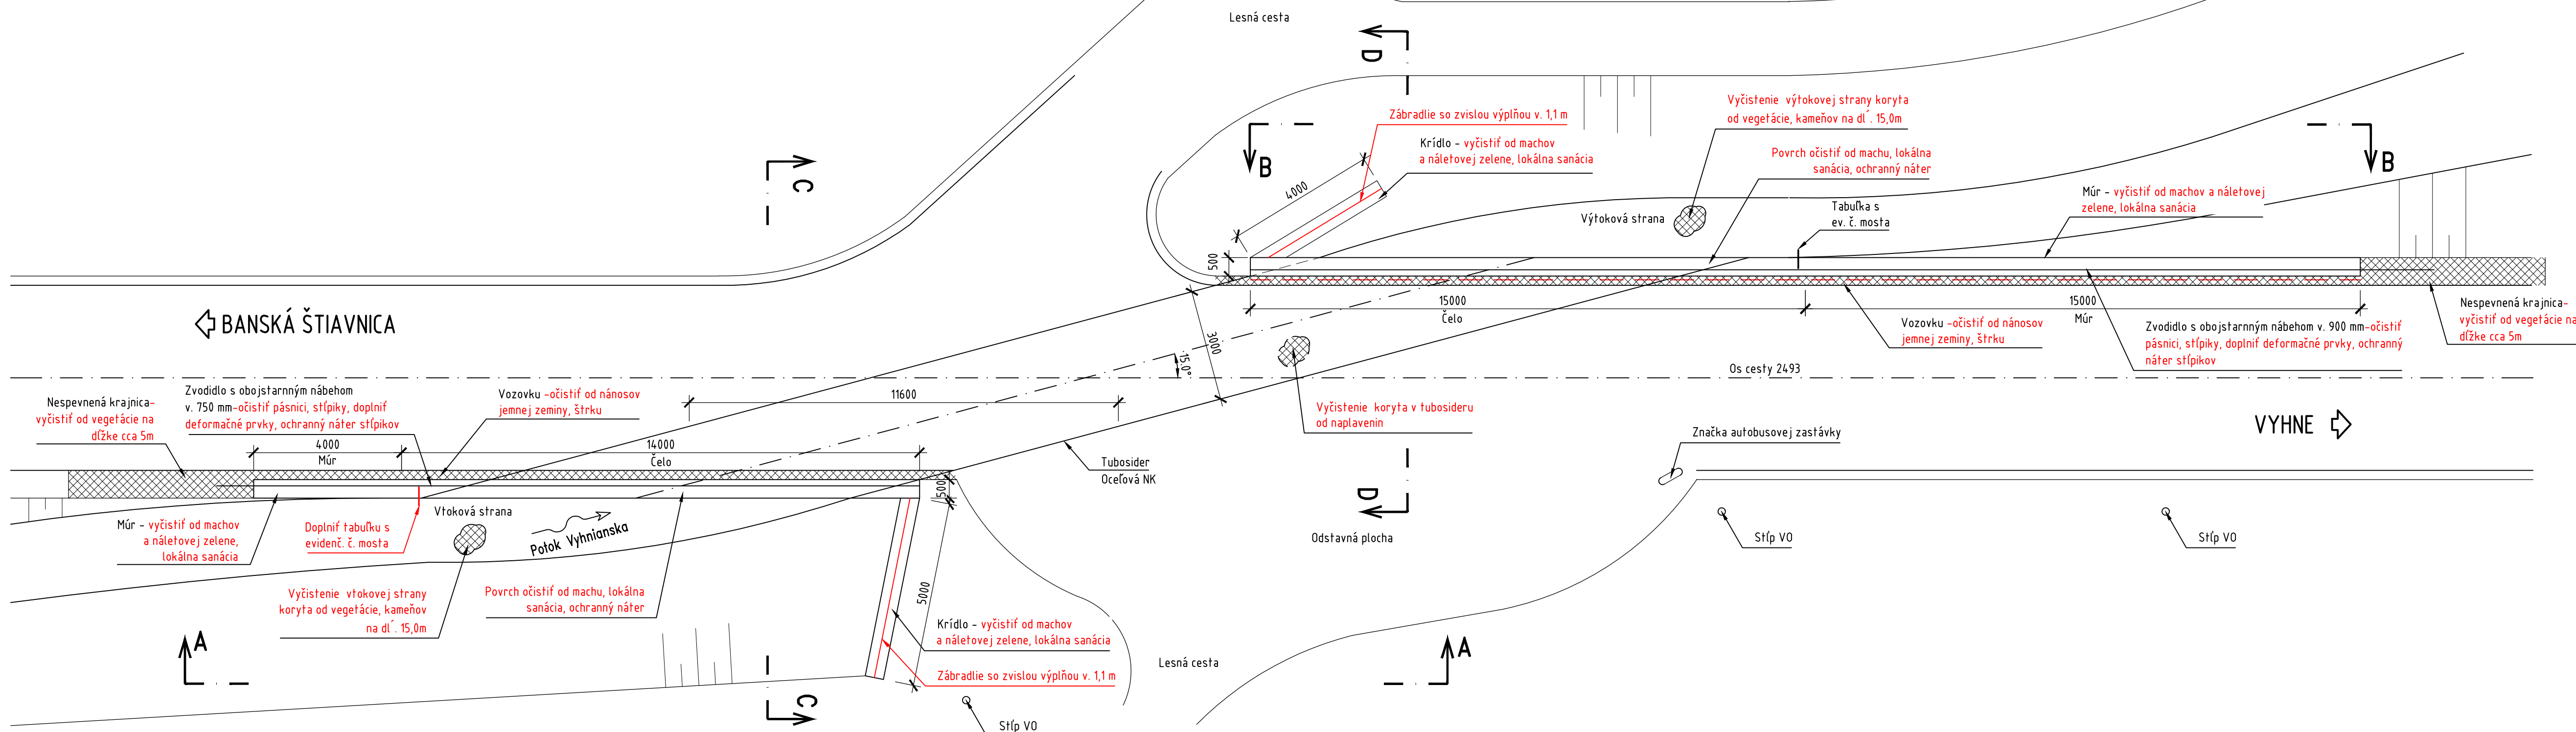 Lesná cesta
D
C
B
Zábradlie so zvislou výplňou v. 1,1 m
Krídlo - vyčistiť od machov
a náletovej zelene, lokálna sanácia
4000
500
Vyčistenie výtokovej strany koryta
od vegetácie, kameňov na dĺ´. 15,0m
Povrch očistiť od machu, lokálna
sanácia, ochranný náter
Výtoková strana
Tabuľka s
ev. č. mosta
Múr - vyčistiť od machov a náletovej
zelene, lokálna sanácia
B
15000
Čelo
15000
Múr
Vozovku -očistiť od nánosov
jemnej zeminy, štrku
Zvodidlo s obojstarnným nábehom v. 900 mm-očistiť
pásnici, stĺpiky, doplniť deformačné prvky, ochranný
náter stĺpikov
Nespevnená krajnica-
vyčistiť od vegetácie na
dĺžke cca 5m
BANSKÁ ŠTIAVNICA
3000
15.0°
Os cesty 2493
Nespevnená krajnica-
vyčistiť od vegetácie na
dĺžke cca 5m
Zvodidlo s obojstarnným nábehom
v. 750 mm-očistiť pásnici, stĺpiky, doplniť
deformačné prvky, ochranný náter stĺpikov
Vozovku -očistiť od nánosov
jemnej zeminy, štrku
11600
4000
Múr
14000
Čelo
500
Vyčistenie koryta v tubosideru
od naplavenin
Tubosider
Oceľová NK
D
VYHNE
Značka autobusovej zastávky
Múr - vyčistiť od machov
a náletovej zelene,
lokálna sanácia
Doplniť tabuľku s
evidenč. č. mosta
Vtoková strana
Potok Vyhnianska
Odstavná plocha
Stĺp VO
Stĺp VO
Vyčistenie vtokovej strany
koryta od vegetácie, kameňov
na dĺ´. 15,0m
Povrch očistiť od machu, lokálna
sanácia, ochranný náter
5000
Krídlo - vyčistiť od machov
a náletovej zelene, lokálna sanácia
Zábradlie so zvislou výplňou v. 1,1 m
Lesná cesta
A
A
C
Stĺp VO